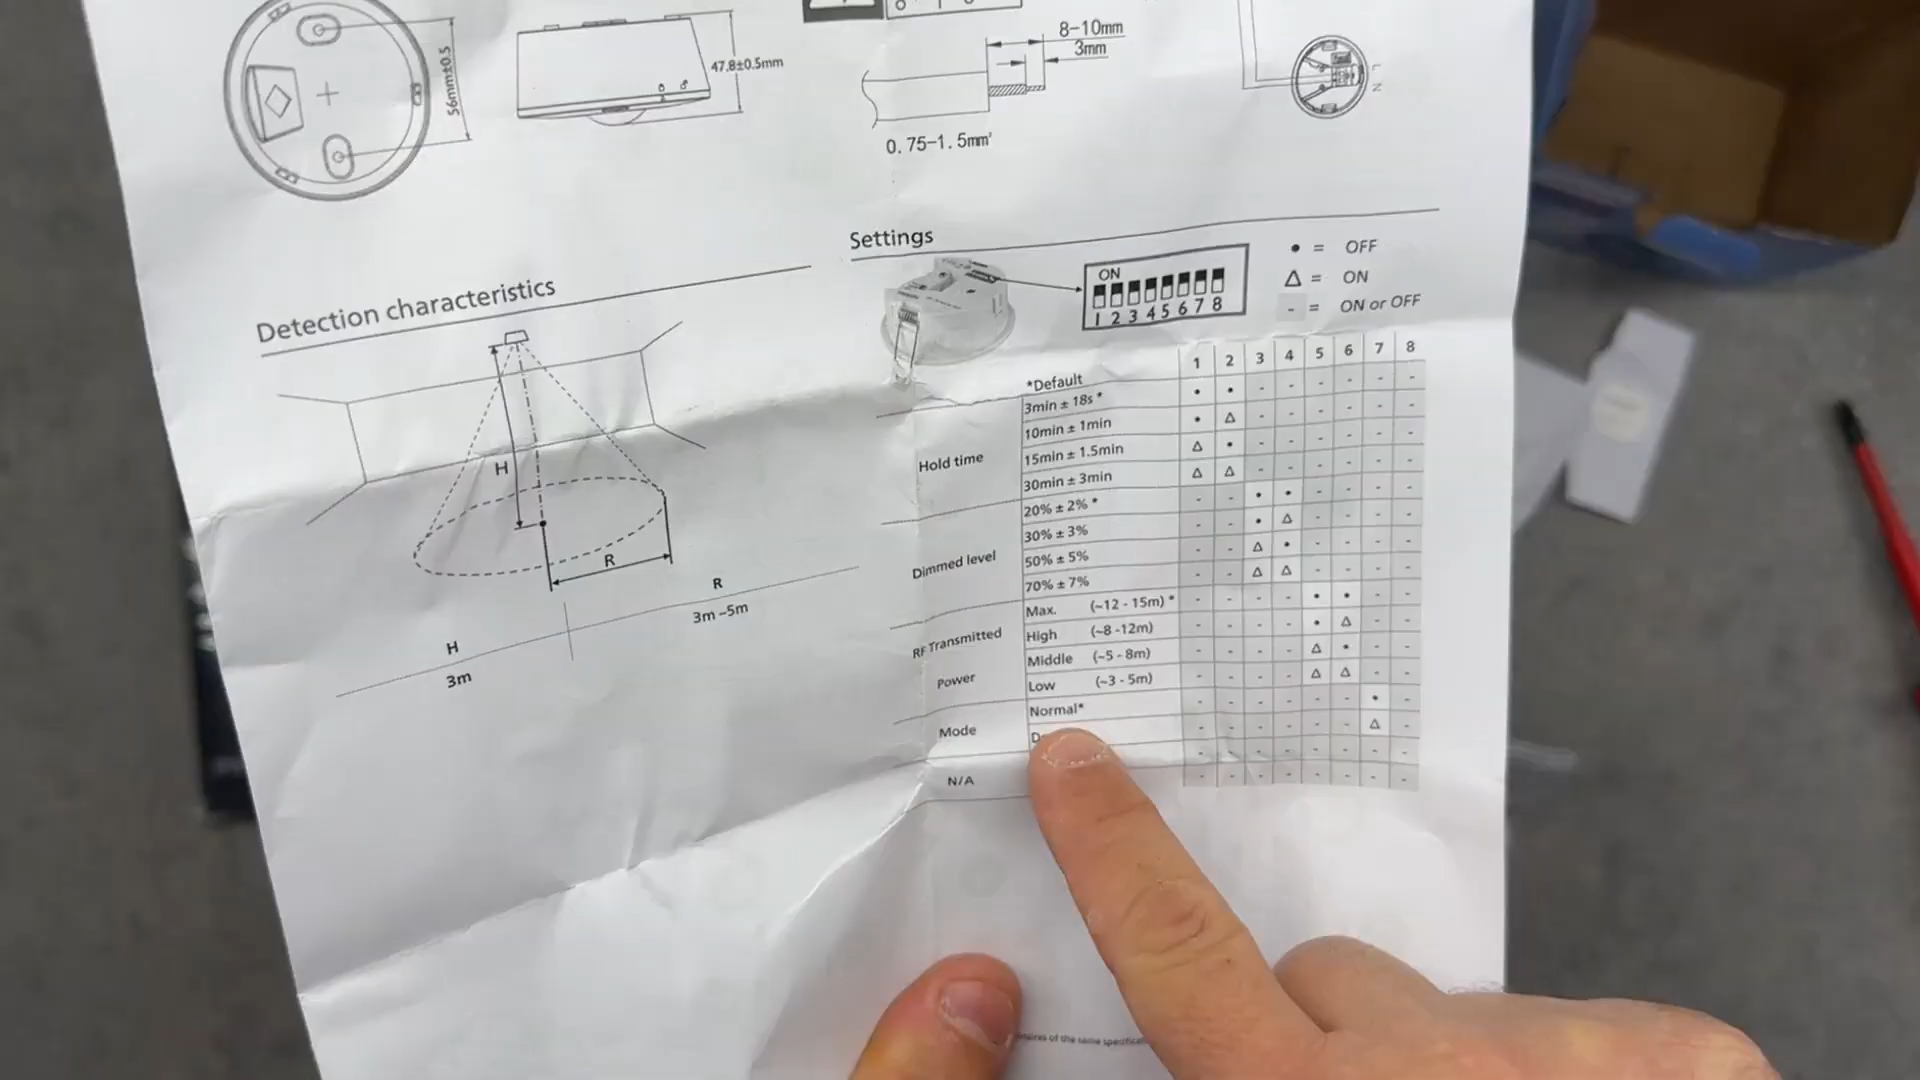 8-10mm
3mm
56mm±0.5
47.8±0.5mm
0.75-1.5mm²
L
N
Detection characteristics
H
R
H
R
3m
3m-5m
Settings
ON
1 2 3 4 5 6 7 8
• = OFF
△ = ON
- = ON or OFF
*Default 1 2 3 4 5 6 7 8
Hold time
3min ± 18s * • • - - - - - -
10min ± 1min • △ - - - - - -
15min ± 1.5min △ • - - - - - -
30min ± 3min △ △ - - - - - -
Dimmed level
20% ± 2% * - - • • - - - -
30% ± 3% - - • △ - - - -
50% ± 5% - - △ • - - - -
70% ± 7% - - △ △ - - - -
RF Transmitted Power
Max. (~12 - 15m) * - - - - • • - -
High (~8 -12m) - - - - • △ - -
Middle (~5 - 8m) - - - - △ • - -
Low (~3 - 5m) - - - - △ △ - -
Mode
Normal* - - - - - - • -
- - - - - - △ -
- - - - - - - -
N/A - - - - - - - -
of the same